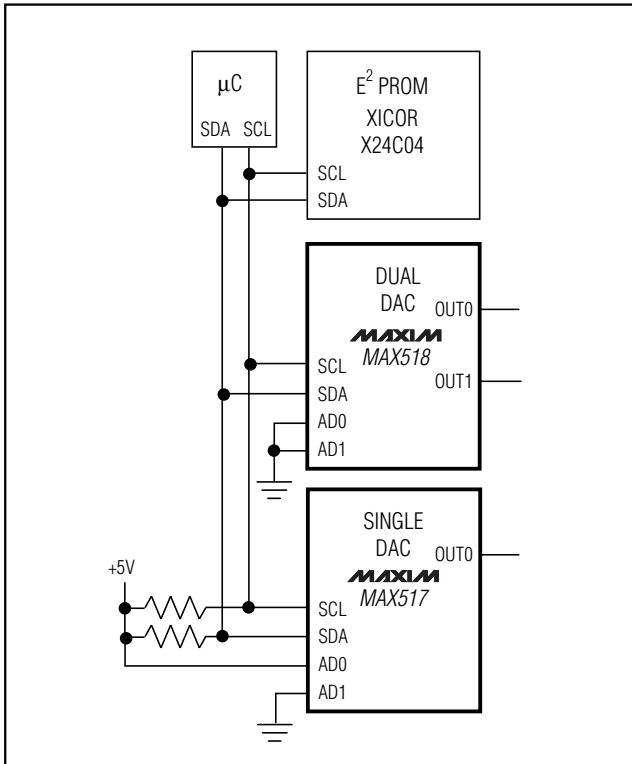 μC
SDA SCL
E² PROM
XICOR
X24C04
SCL
SDA
DUAL
DAC
MAXIM
MAX518
OUT0
OUT1
SCL
SDA
AD0
AD1
SINGLE
DAC
MAXIM
MAX517
OUT0
+5V
SCL
SDA
AD0
AD1